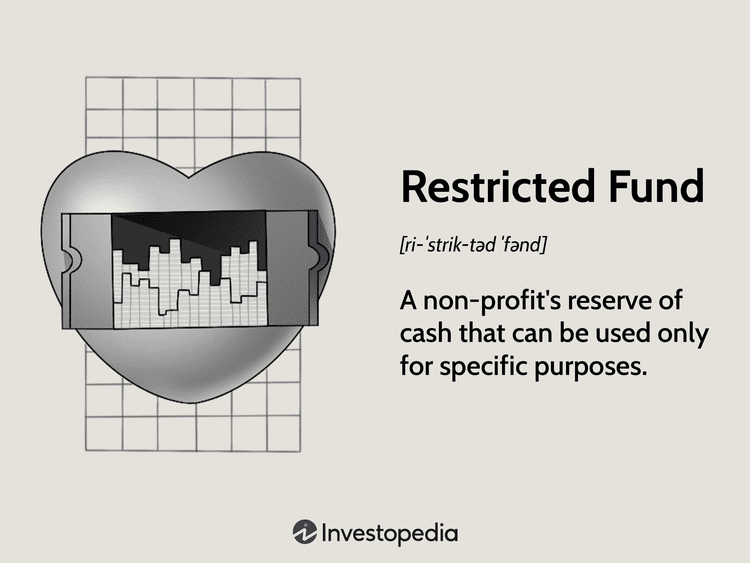 Restricted Fund
[ri-ˈstrik-təd ˈfənd]
A non-profit's reserve of
cash that can be used only
for specific purposes.
Investopedia